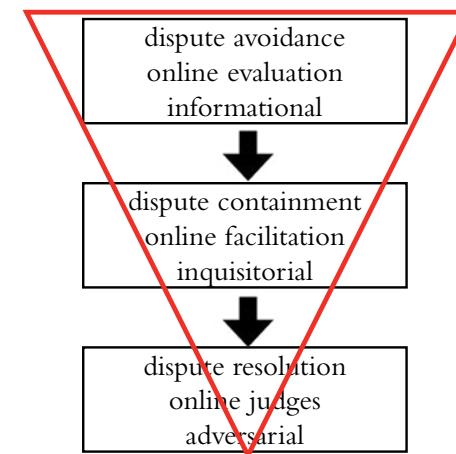 dispute avoidance
online evaluation
informational
dispute containment
online facilitation
inquisitorial
dispute resolution
online judges
adversarial